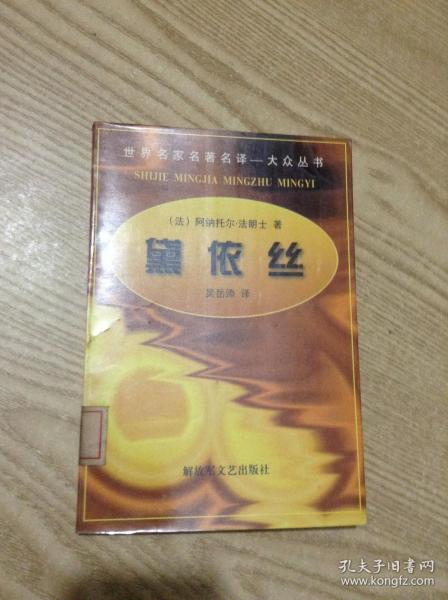 世界名家名著名译—大众丛书
SHIJIE MINGJIA MINGZHU MINGYI
(法) 阿纳托尔·法朗士 著
黛依丝
吴岳添 译
解放军文艺出版社
孔夫子旧书网
www.kongfz.com